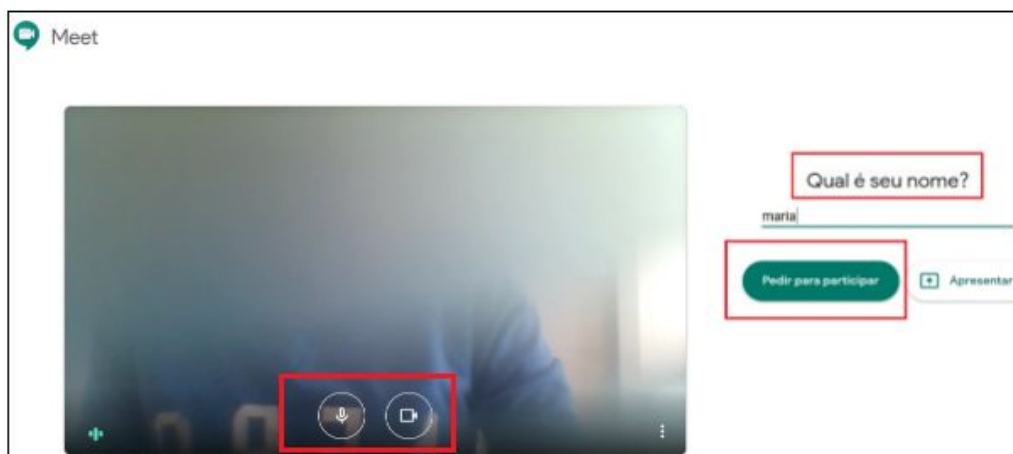 Meet
Qual é seu nome?
maria
Pedir para participar
Apresentar